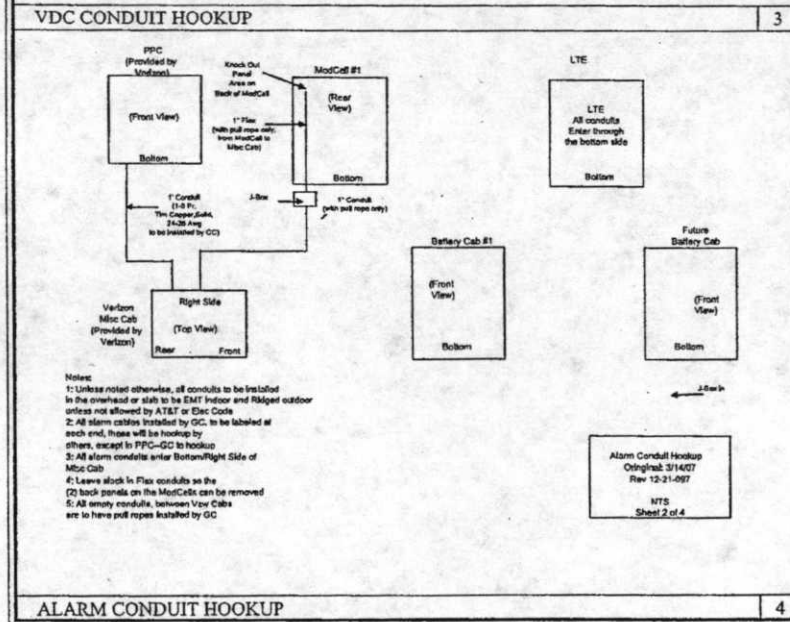 VDC CONDUIT HOOKUP
3
PPC
(Provided by
Verizon)
(Front View)
Bottom
Knock Out
Panel
Area on
Back of ModCell
ModCell #1
(Rear
View)
Bottom
1" Flex
(with pull rope only,
from ModCell to
Misc Cab)
J-Box
1" Conduit
(with pull rope only)
1" Conduit
Copper, Solid,
Awg
to be installed by GC)
LTE
LTE
All conduits
Enter through
the bottom side
Bottom
Battery Cab #1
(Front
View)
Bottom
Future
Battery Cab
(Front
View)
Bottom
J-Box
Verizon
Misc Cab
(Provided by
Verizon)
Right Side
(Top View)
Rear
Front
Notes:
1: Unless noted otherwise, all conduits to be installed
in the overhead or slab to be EMT indoor and Ridged outdoor
unless not allowed by AT&T or Elec Code
2: All alarm cables installed by GC, to be labeled at
each end, these will be hookup by
others, except in PPC--GC to hookup
3: All alarm conduits enter Bottom/Right Side of
Misc Cab
4: Leave slack in Flex conduits so the
(2) back panels on the ModCells can be removed
5: All empty conduits, between Vzw Cabs
are to have pull ropes installed by GC
Alarm Conduit Hookup
Original: 3/14/07
Rev 12-21-097
NTS
Sheet 2 of 4
ALARM CONDUIT HOOKUP
4